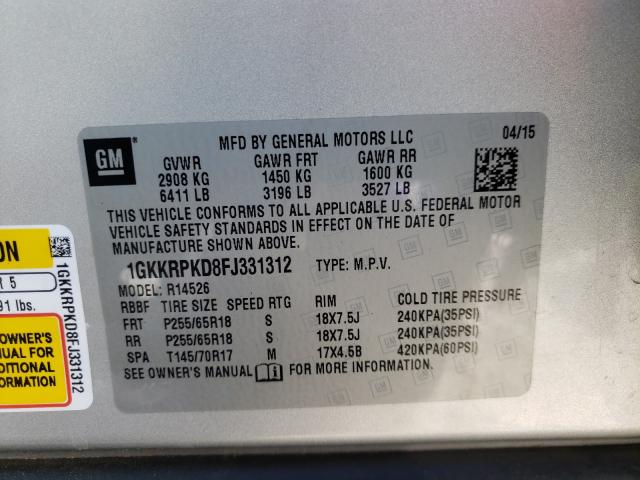 GM
MFD BY GENERAL MOTORS LLC 04/15
GVWR GAWR FRT GAWR RR
2908 KG 1450 KG 1600 KG
6411 LB 3196 LB 3527 LB
THIS VEHICLE CONFORMS TO ALL APPLICABLE U.S. FEDERAL MOTOR
VEHICLE SAFETY STANDARDS IN EFFECT ON THE DATE OF
MANUFACTURE SHOWN ABOVE.
1GKKRPKD8FJ331312 TYPE: M.P.V.
MODEL: R14526
RBBF TIRE SIZE SPEED RTG RIM COLD TIRE PRESSURE
FRT P255/65R18 S 18X7.5J 240KPA(35PSI)
RR P255/65R18 S 18X7.5J 240KPA(35PSI)
SPA T145/70R17 M 17X4.5B 420KPA(60PSI)
SEE OWNER'S MANUAL FOR MORE INFORMATION.
ON
R 5
91 lbs.
OWNER'S
MANUAL FOR
DDITIONAL
FORMATION
1GKKRPKD8FJ331312